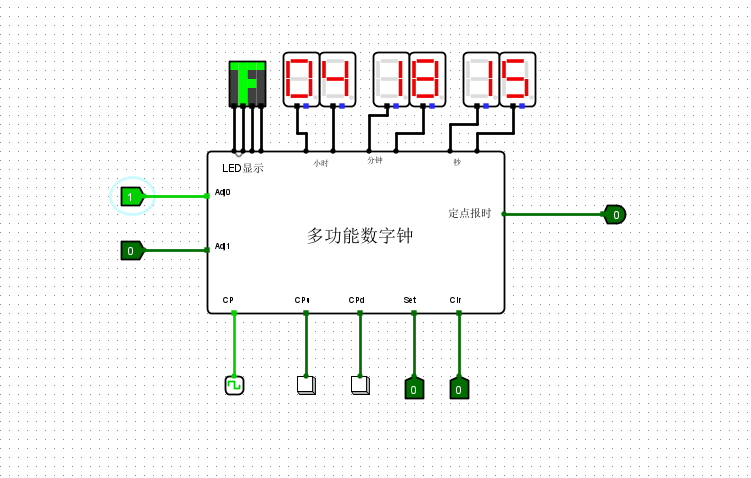 04 18 15
LED显示
小时
分钟
秒
1
Adj0
定点报时
0
多功能数字钟
0
Adj1
CP
CPu
CPd
Set
Clr
0
0